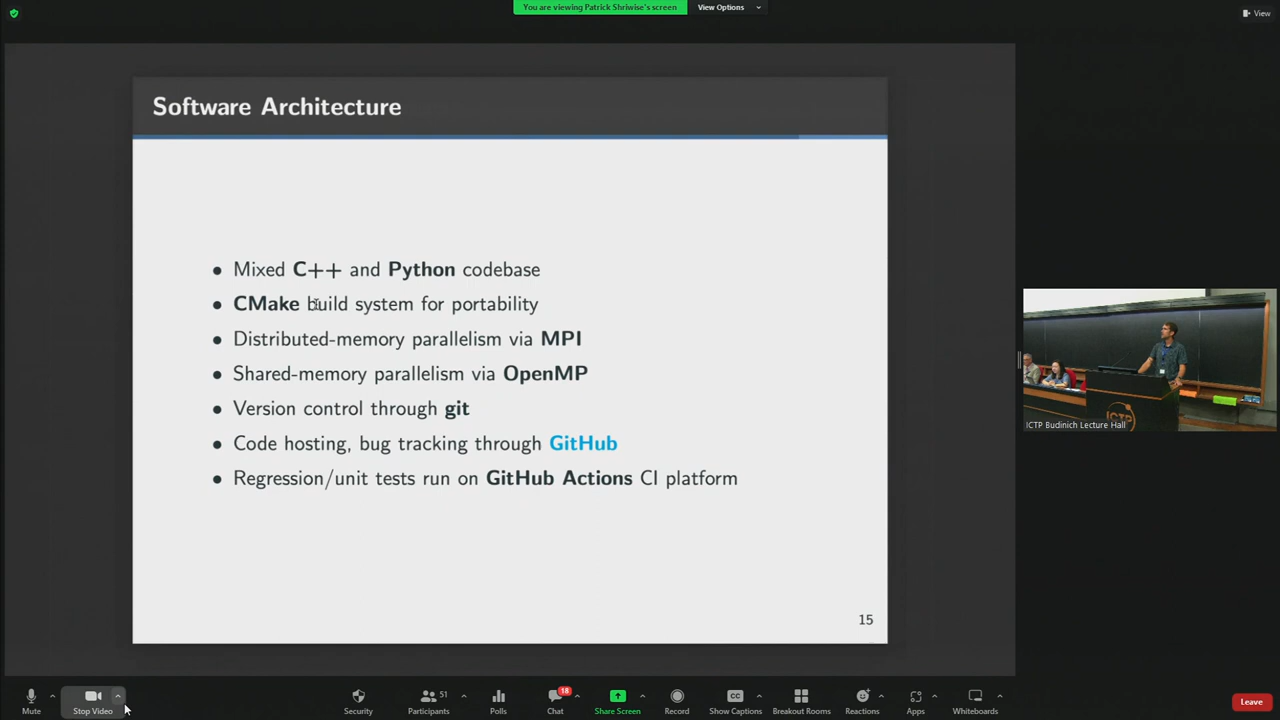 You are viewing Patrick Shriwise's screen
View Options
View
Software Architecture
• Mixed C++ and Python codebase
• CMake build system for portability
• Distributed-memory parallelism via MPI
• Shared-memory parallelism via OpenMP
• Version control through git
• Code hosting, bug tracking through GitHub
• Regression/unit tests run on GitHub Actions CI platform
15
ICTP
ICTP Budinich Lecture Hall
Mute
Stop Video
Security
Participants 51
Polls
Chat 18
Share Screen
Record
Show Captions
Breakout Rooms
Reactions
Apps
Whiteboards
Leave